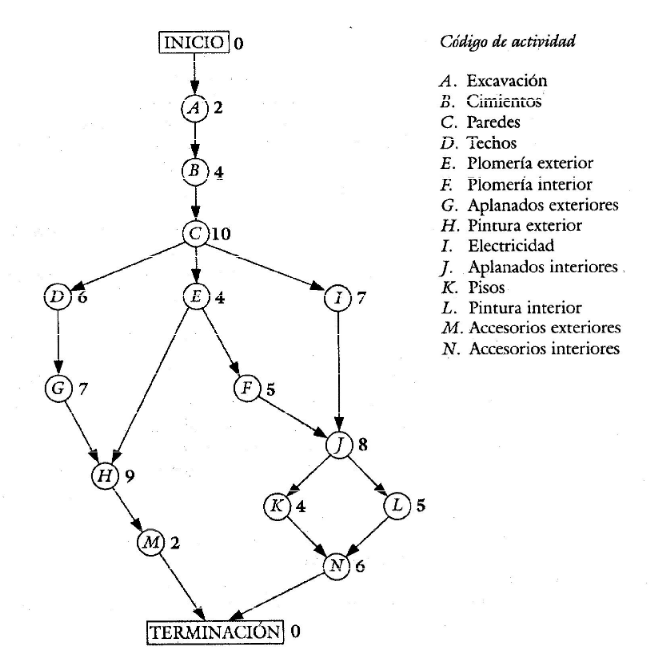 INICIO 0
A 2
B 4
C 10
D 6
E 4
I 7
G 7
F 5
J 8
H 9
K 4
L 5
M 2
N 6
TERMINACIÓN 0
Código de actividad
A. Excavación
B. Cimientos
C. Paredes
D. Techos
E. Plomería exterior
F. Plomería interior
G. Aplanados exteriores
H. Pintura exterior
I. Electricidad
J. Aplanados interiores
K. Pisos
L. Pintura interior
M. Accesorios exteriores
N. Accesorios interiores